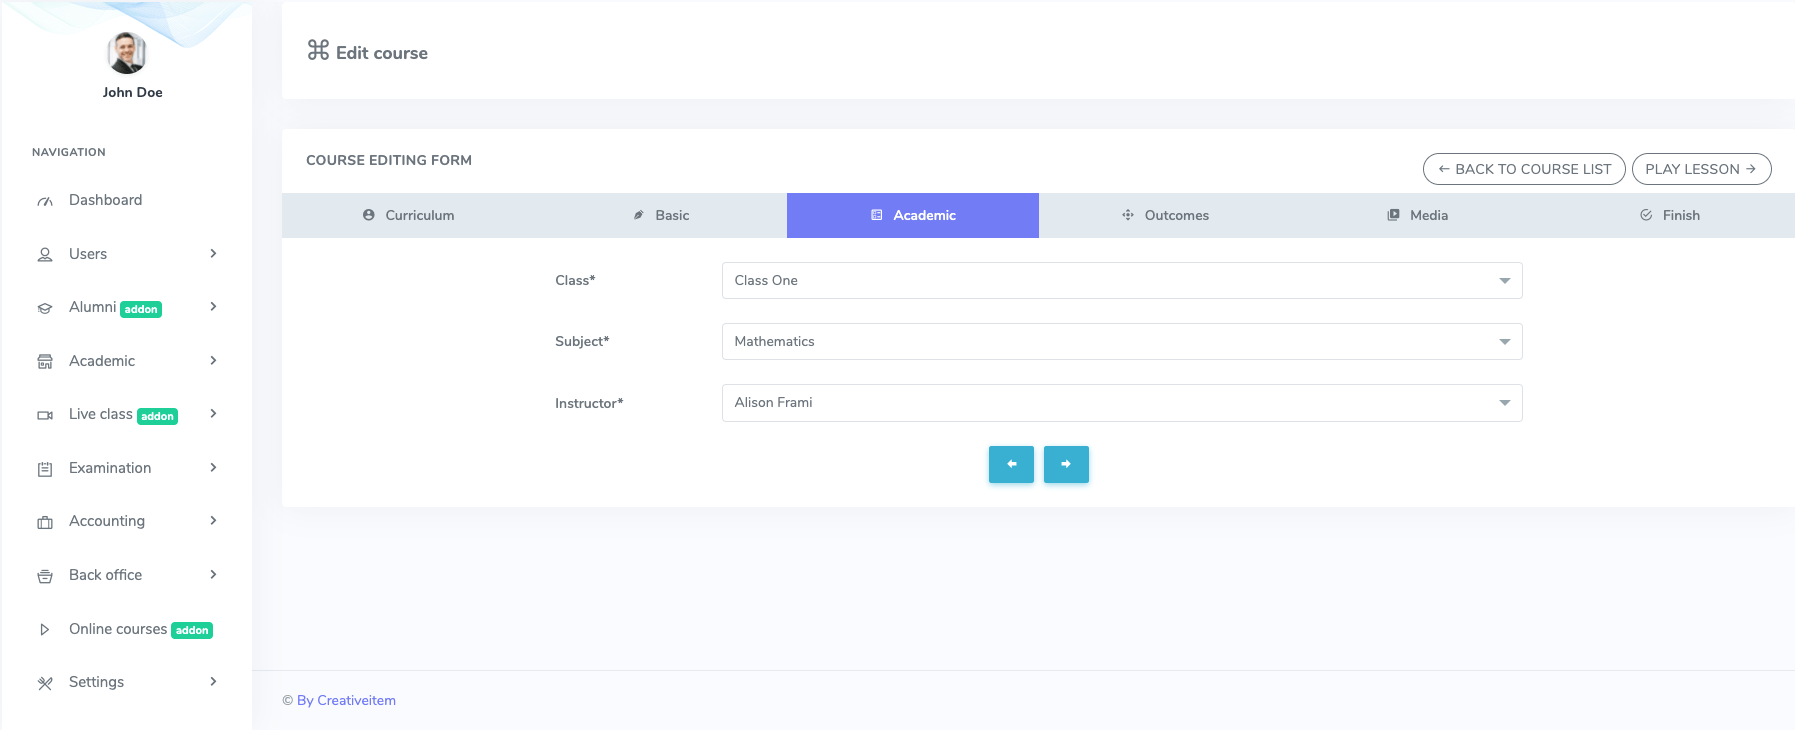 John Doe
NAVIGATION
Dashboard
Users
Alumni addon
Academic
Live class addon
Examination
Accounting
Back office
Online courses addon
Settings
Edit course
COURSE EDITING FORM
← BACK TO COURSE LIST
PLAY LESSON →
Curriculum
Basic
Academic
Outcomes
Media
Finish
Class*
Class One
Subject*
Mathematics
Instructor*
Alison Frami
© By Creativeitem